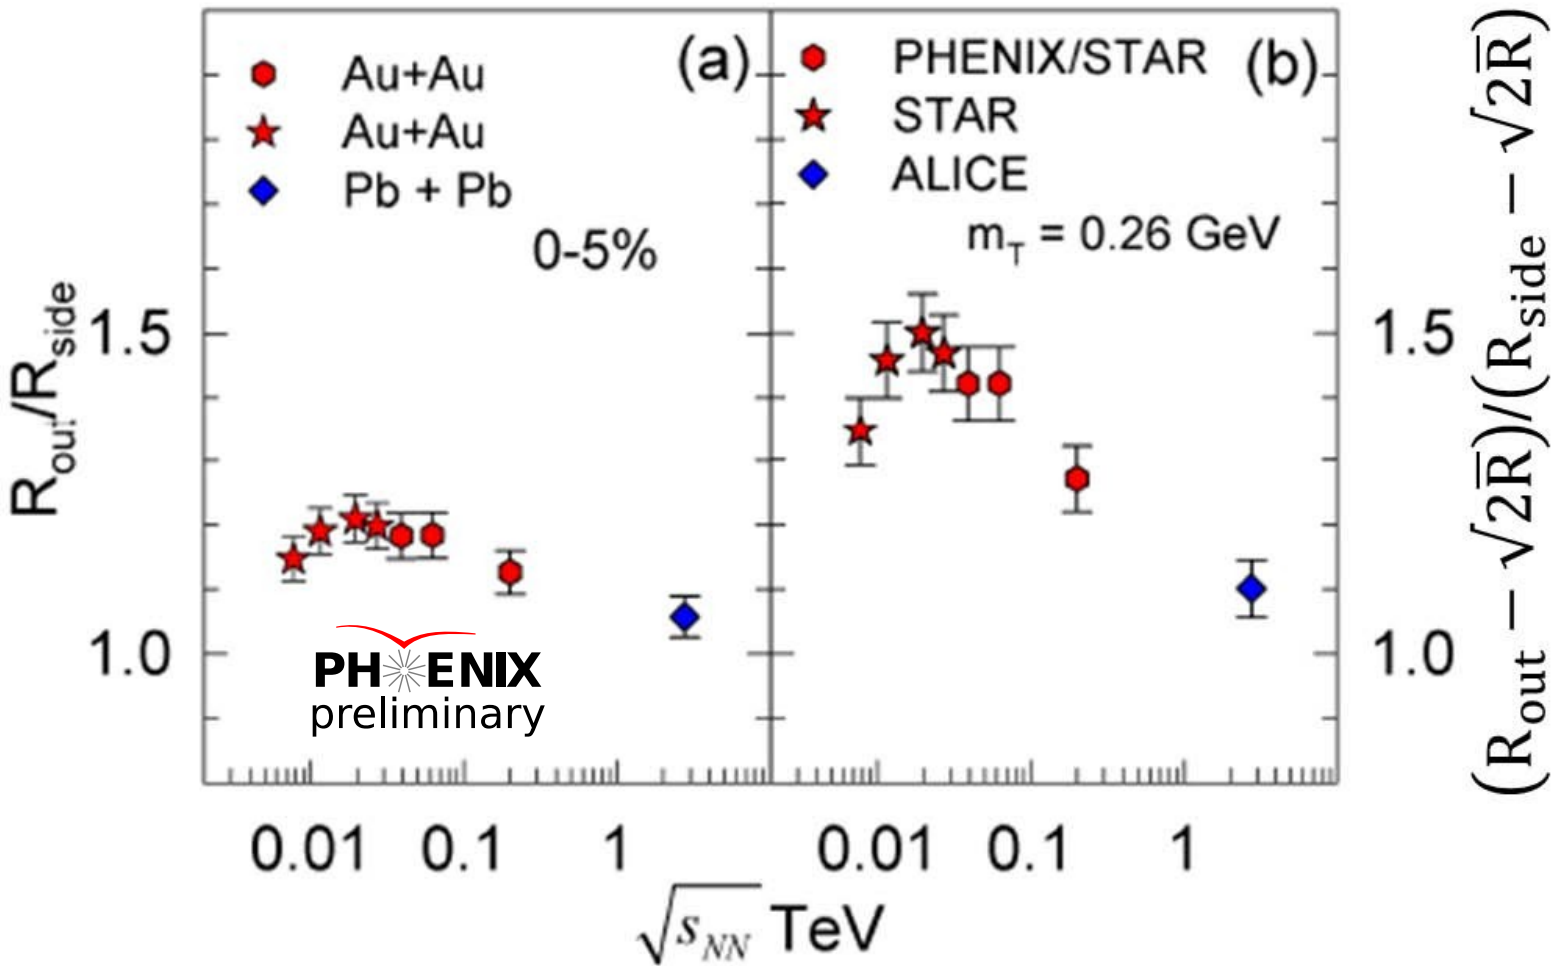 (a)
Au+Au
Au+Au
Pb + Pb
0-5%
(b)
PHENIX/STAR
STAR
ALICE
m_T = 0.26 GeV
R_out/R_side
1.5
1.0
PHENIX
preliminary
1.5
1.0
(R_out − √2R̅)/(R_side − √2R̅)
0.01 0.1 1
0.01 0.1 1
√s_NN TeV